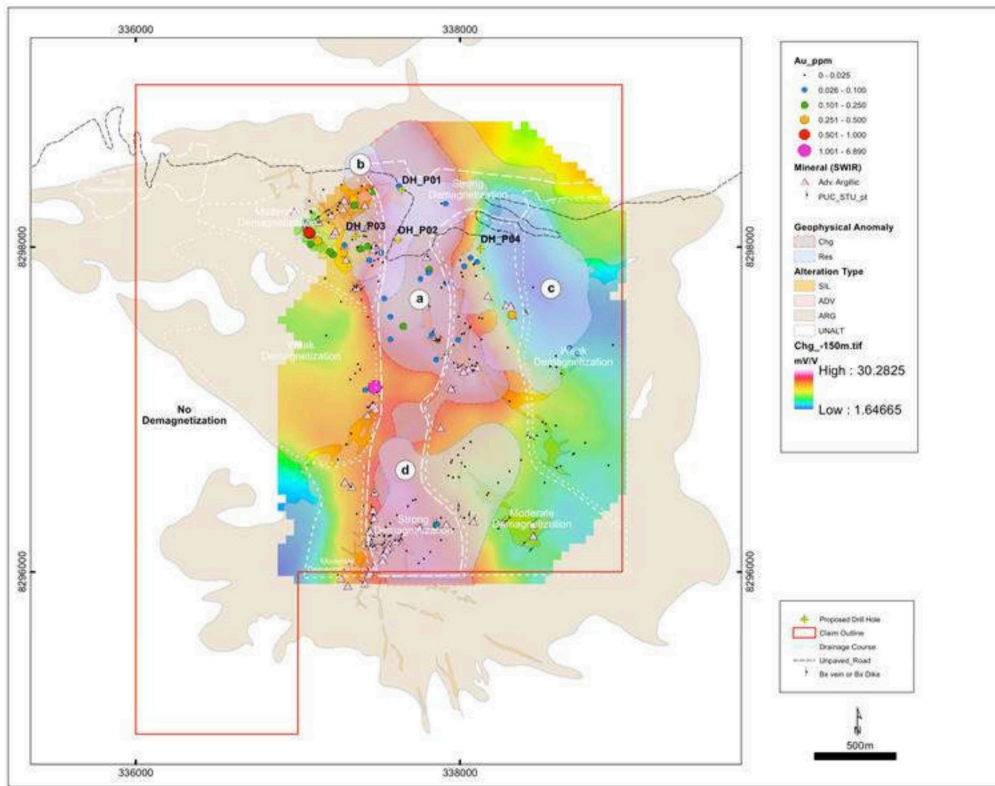 336000
338000
b
DH_P01
Strong
Demagnetization
Moderate
Demagnetization
DH_P03
DH_P02
DH_P04
8298000
8298000
a
c
Weak
Demagnetization
Weak
Demagnetization
No
Demagnetization
d
Strong
Demagnetization
Moderate
Demagnetization
Moderate
8296000
8296000
336000
338000
Au_ppm
0 - 0.025
0.026 - 0.100
0.101 - 0.250
0.251 - 0.500
0.501 - 1.000
1.001 - 6.890
Mineral (SWIR)
Adv. Argillic
PUC_STU_pt
Geophysical Anomaly
Chg
Res
Alteration Type
SIL
ADV
ARG
UNALT
Chg_-150m.tif
mV/V
High : 30.2825
Low : 1.64665
Proposed Drill Hole
Claim Outline
Drainage Course
Unpaved_Road
Bx vein or Bx Dike
N
500m